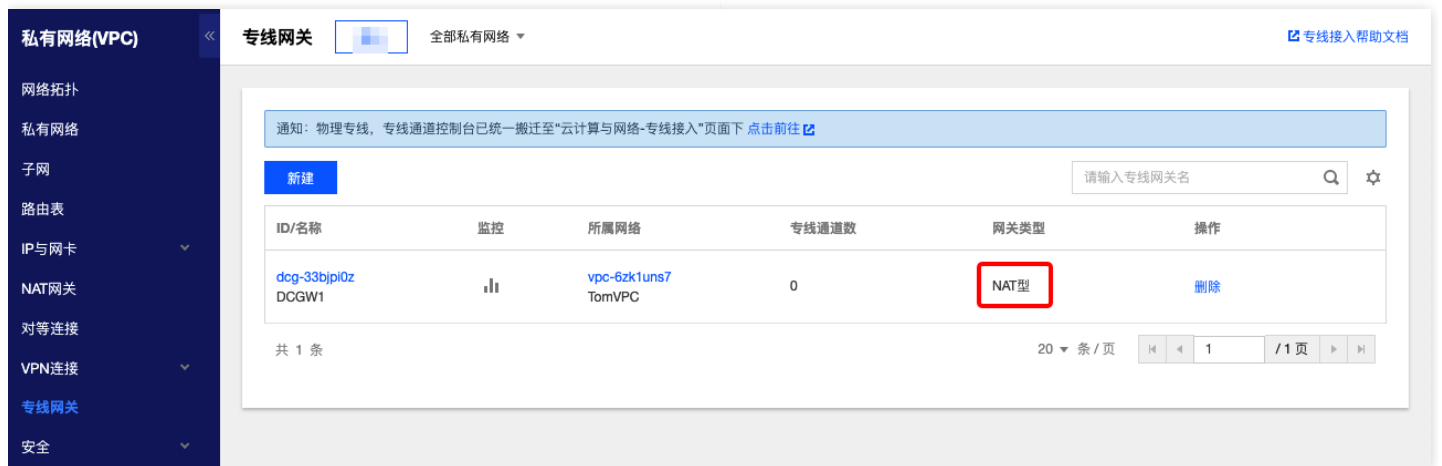 私有网络(VPC)
专线网关 全部私有网络
专线接入帮助文档
网络拓扑
私有网络
子网
路由表
IP与网卡
NAT网关
对等连接
VPN连接
专线网关
安全
通知：物理专线，专线通道控制台已统一搬迁至“云计算与网络-专线接入”页面下 点击前往
新建
请输入专线网关名
ID/名称 监控 所属网络 专线通道数 网关类型 操作
dcg-33bjpi0z vpc-6zk1uns7 0 NAT型 删除
DCGW1 TomVPC
共 1 条 20 条/页 1 /1页